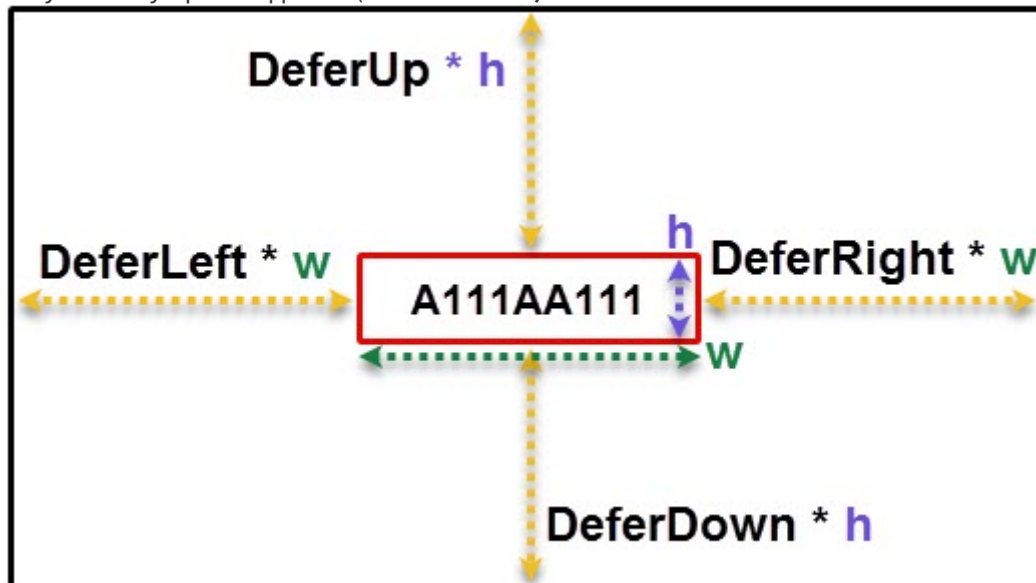 DeferUp * h
h
DeferLeft * w
DeferRight * w
A111AA111
w
DeferDown * h